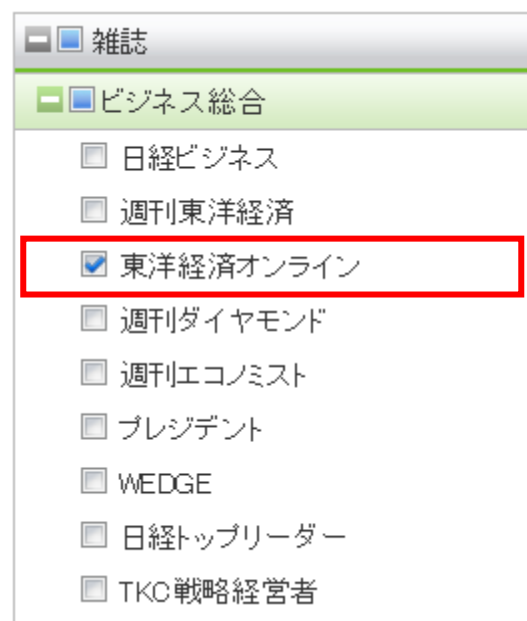 雑誌
ビジネス総合
日経ビジネス
週刊東洋経済
東洋経済オンライン
週刊ダイヤモンド
週刊エコノミスト
プレジデント
WEDGE
日経トップリーダー
TKC戦略経営者